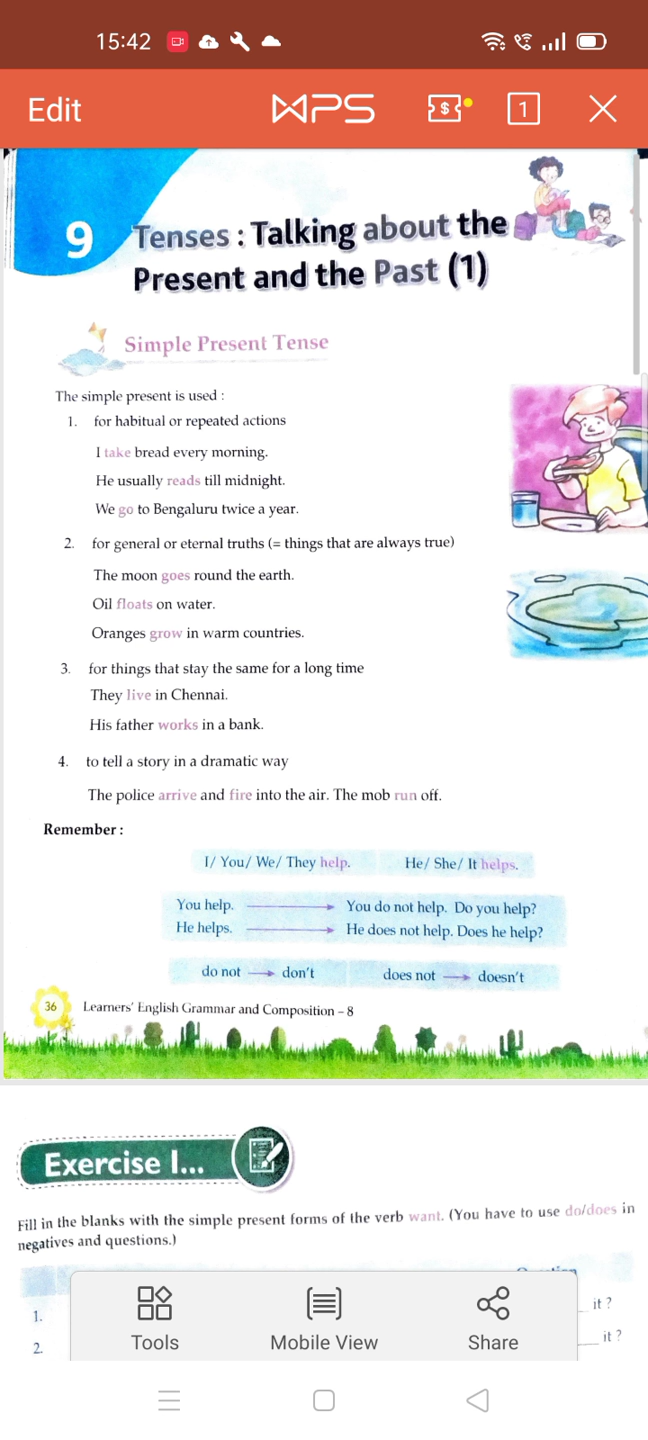 15:42
Edit
WPS
$
1
9
Tenses : Talking about the
Present and the Past (1)
Simple Present Tense
The simple present is used :
1. for habitual or repeated actions
I take bread every morning.
He usually reads till midnight.
We go to Bengaluru twice a year.
2. for general or eternal truths (= things that are always true)
The moon goes round the earth.
Oil floats on water.
Oranges grow in warm countries.
3. for things that stay the same for a long time
They live in Chennai.
His father works in a bank.
4. to tell a story in a dramatic way
The police arrive and fire into the air. The mob run off.
Remember :
I/ You/ We/ They help. He/ She/ It helps.
You help. You do not help. Do you help?
He helps. He does not help. Does he help?
do not don't does not doesn't
36 Learners' English Grammar and Composition – 8
Exercise I...
Fill in the blanks with the simple present forms of the verb want. (You have to use do/does in
negatives and questions.)
1. it ?
2. it ?
Tools Mobile View Share